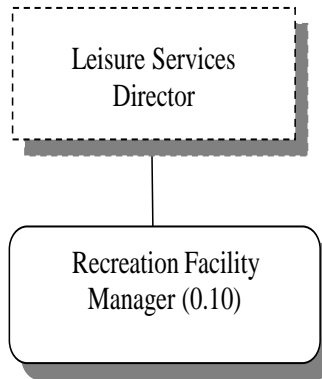 Leisure Services
Director
Recreation Facility
Manager (0.10)